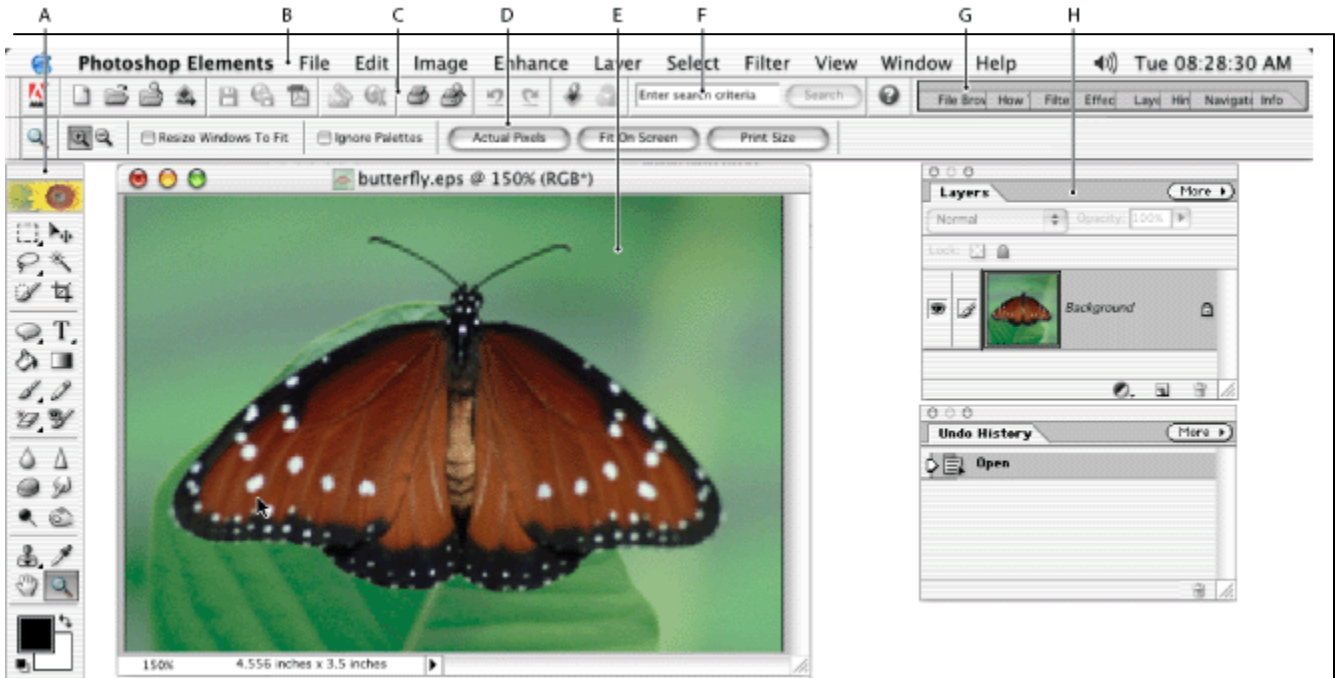 A B C D E F G H
Photoshop Elements File Edit Image Enhance Layer Select Filter View Window Help Tue 08:28:30 AM
Enter search criteria Search ? File Brow How Filte Effec Laye Hin Navigate Info
Resize Windows To Fit Ignore Palettes Actual Pixels Fit On Screen Print Size
butterfly.eps @ 150% (RGB*)
Layers More
Normal Opacity: 100%
Lock:
Background
Undo History More
Open
T
150% 4.556 inches x 3.5 inches